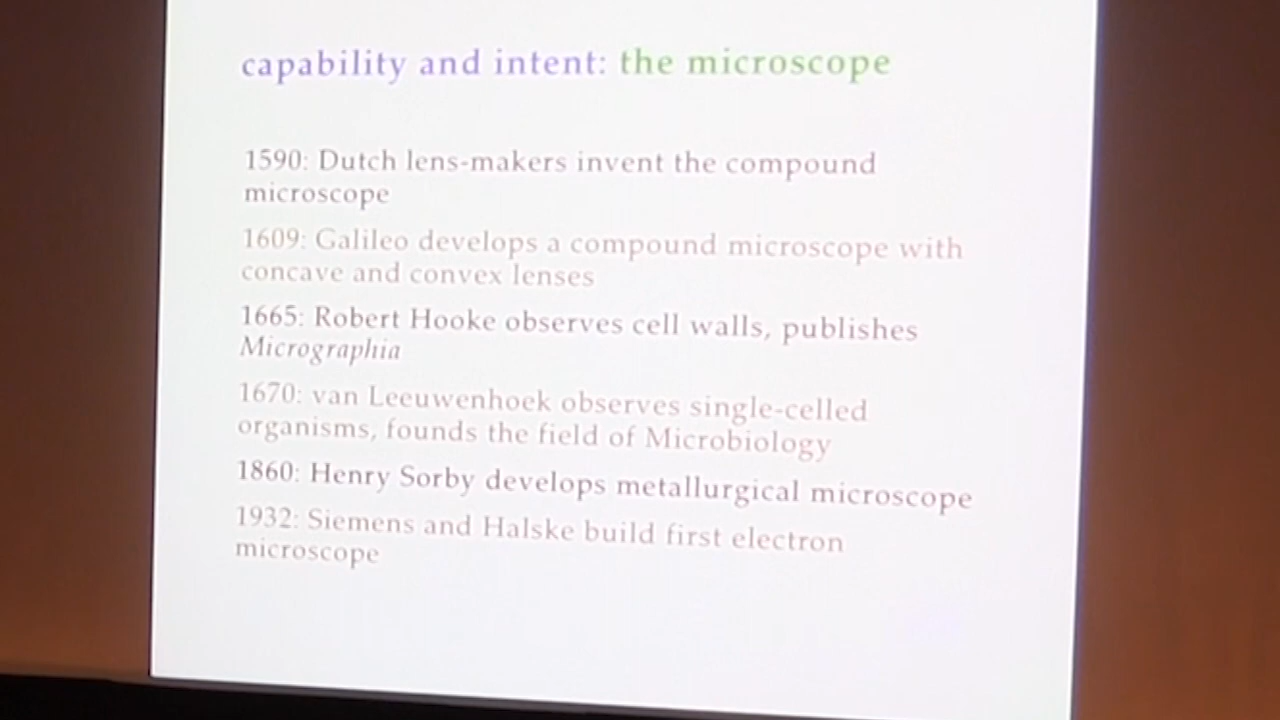 capability and intent: the microscope
1590: Dutch lens-makers invent the compound
microscope
1609: Galileo develops a compound microscope with
concave and convex lenses
1665: Robert Hooke observes cell walls, publishes
Micrographia
1670: van Leeuwenhoek observes single-celled
organisms, founds the field of Microbiology
1860: Henry Sorby develops metallurgical microscope
1932: Siemens and Halske build first electron
microscope